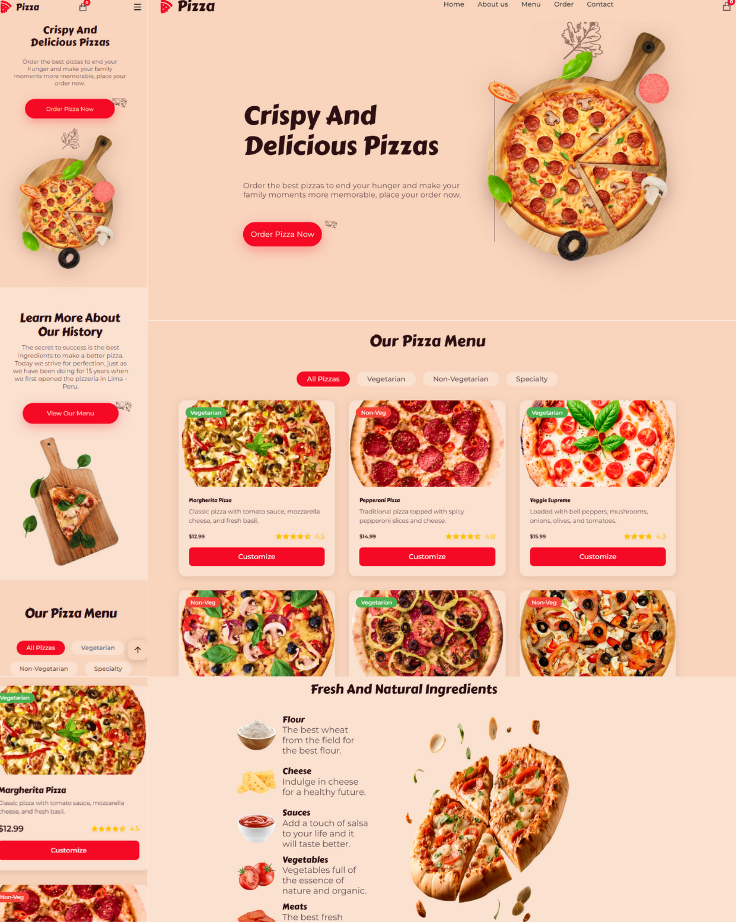 Pizza
0
Crispy And
Delicious Pizzas
Order the best pizzas to end your
hunger and make your family
moments more memorable, place your
order now.
Order Pizza Now
Learn More About
Our History
The secret to success is the best
ingredients to make a better pizza.
Today we strive for perfection, just as
we have been doing for 15 years when
we first opened the pizzeria in Lima -
Peru.
View Our Menu
Our Pizza Menu
All Pizzas
Vegetarian
Non-Vegetarian
Specialty
Vegetarian
Margherita Pizza
Classic pizza with tomato sauce, mozzarella
cheese, and fresh basil.
$12.99
4.5
Customize
Non-Veg
Pizza
Home
About us
Menu
Order
Contact
0
Crispy And
Delicious Pizzas
Order the best pizzas to end your hunger and make your
family moments more memorable, place your order now.
Order Pizza Now
Our Pizza Menu
All Pizzas
Vegetarian
Non-Vegetarian
Specialty
Vegetarian
Margherita Pizza
Classic pizza with tomato sauce, mozzarella
cheese, and fresh basil.
$12.99
4.5
Customize
Non-Veg
Pepperoni Pizza
Traditional pizza topped with spicy
pepperoni slices and cheese.
$14.99
4.8
Customize
Vegetarian
Veggie Supreme
Loaded with bell peppers, mushrooms,
onions, olives, and tomatoes.
$15.99
4.3
Customize
Non-Veg
Vegetarian
Non-Veg
Fresh And Natural Ingredients
Flour
The best wheat
from the field for
the best flour.
Cheese
Indulge in cheese
for a healthy future.
Sauces
Add a touch of salsa
to your life and it
will taste better.
Vegetables
Vegetables full of
the essence of
nature and organic.
Meats
The best fresh